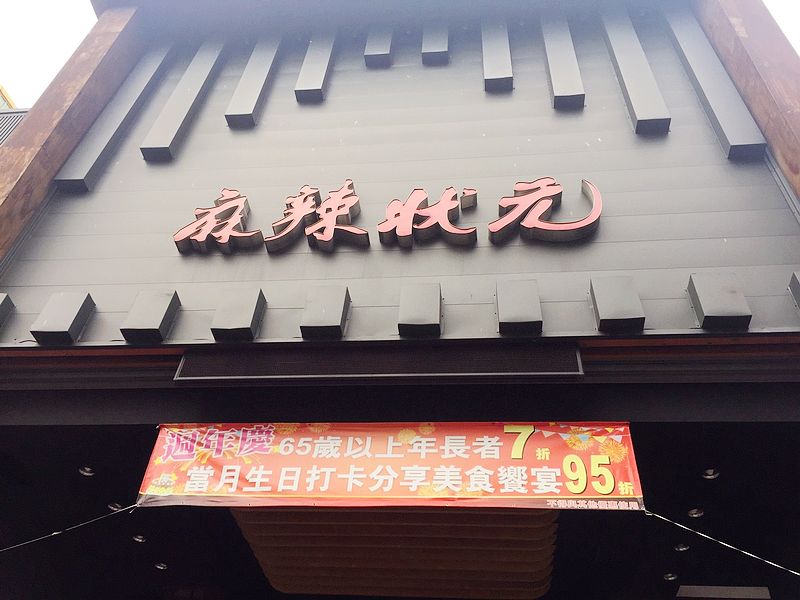 麻辣狀元
週年慶 65歲以上年長者7折
當月生日打卡分享美食饗宴95折